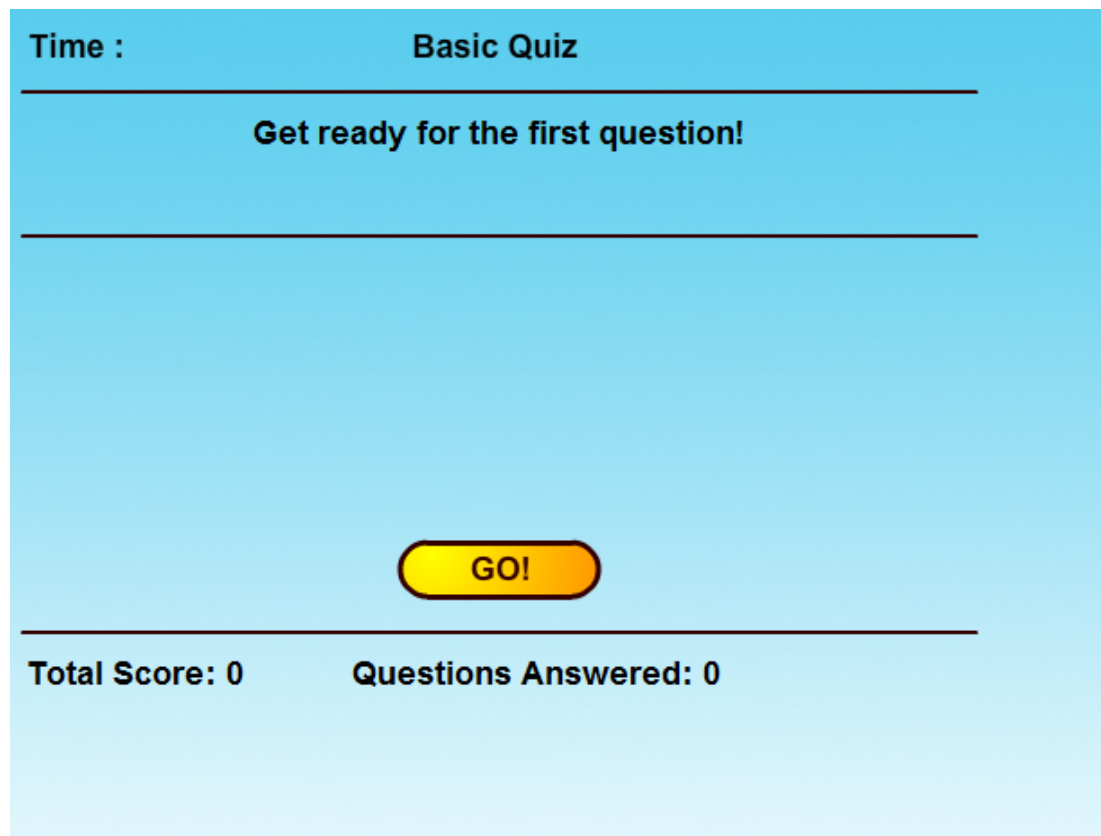 Time : Basic Quiz
Get ready for the first question!
GO!
Total Score: 0 Questions Answered: 0